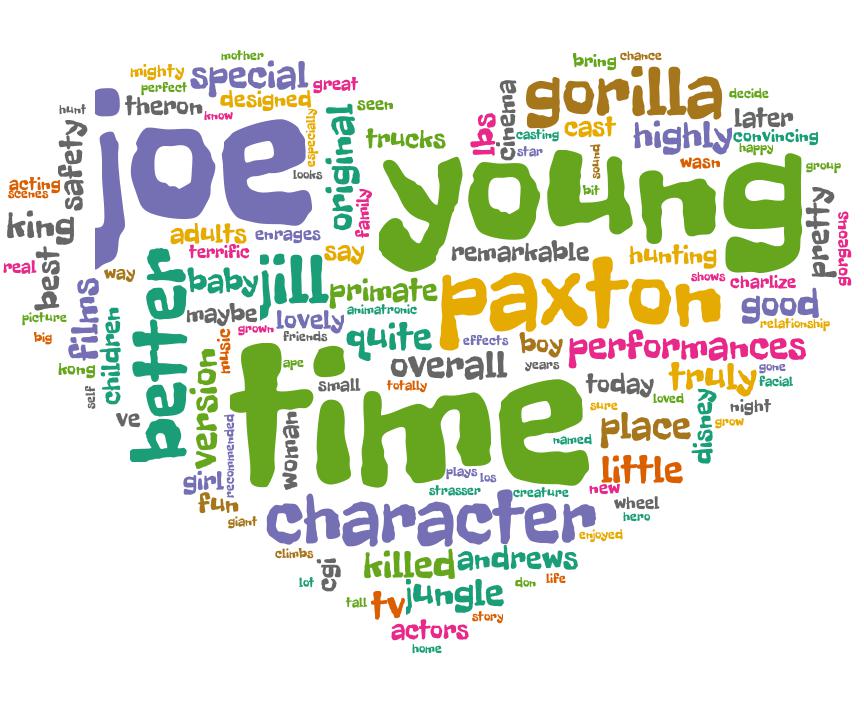 mother
mighty
special
great
perfect
theron
designed
know
hunt
joe
especially
looks
original
seen
trucks
family
safety
acting
scenes
king
best
real
picture
big
films
kong
self
children
ve
way
adults
enrages
terrific
say
baby
jill
primate
maybe
animatronic
grown
lovely
friends
music
better
version
quite
bring
chance
cinema
gorilla
decide
lbs
casting
cast
star
highly
later
convincing
happy
sound
wasn
bit
group
young
pretty
gorgeous
remarkable
hunting
shows
charlize
paxton
good
relationship
effects
boy
performances
years
overall
ape
small
totally
time
today
truly
gone
facial
loved
sure
place
disney
night
grow
named
little
woman
recommended
girl
fun
giant
plays
los
strasser
creature
new
wheel
hero
character
enjoyed
climbs
killed
andrews
cgi
lot
tall
tv
jungle
don
life
story
actors
home